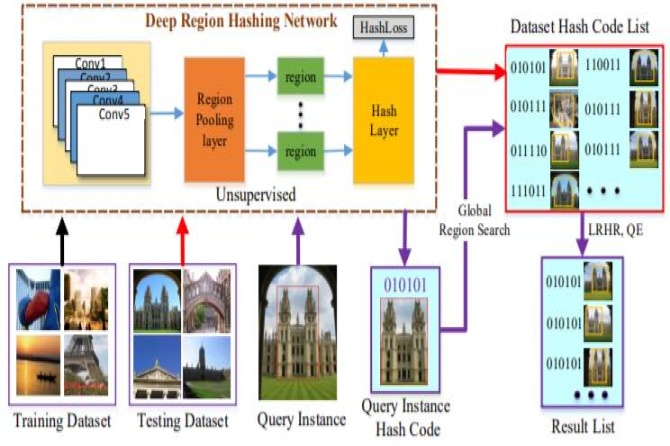 Deep Region Hashing Network
HashLoss
Conv1
Conv2
Conv3
Conv4
Conv5
Region
Pooling
layer
region
region
Hash
Layer
Unsupervised
Dataset Hash Code List
010101
110011
010111
010111
011110
010111
111011
Global
Region Search
LRHR, QE
010101
010101
010101
010101
Training Dataset
Testing Dataset
Query Instance
Query Instance
Hash Code
Result List